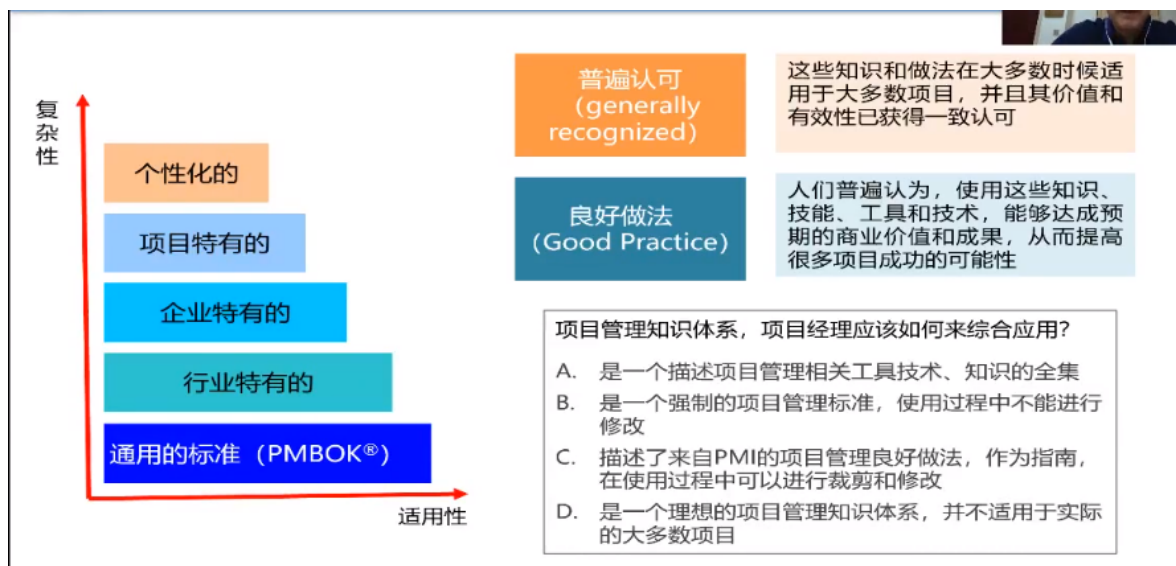 复
杂
性
个性化的
项目特有的
企业特有的
行业特有的
通用的标准（PMBOK®）
适用性
普遍认可
（generally
recognized）
这些知识和做法在大多数时候适
用于大多数项目，并且其价值和
有效性已获得一致认可
良好做法
（Good Practice）
人们普遍认为，使用这些知识、
技能、工具和技术，能够达成预
期的商业价值和成果，从而提高
很多项目成功的可能性
项目管理知识体系，项目经理应该如何来综合应用？
A. 是一个描述项目管理相关工具技术、知识的全集
B. 是一个强制的项目管理标准，使用过程中不能进行
修改
C. 描述了来自PMI的项目管理良好做法，作为指南，
在使用过程中可以进行裁剪和修改
D. 是一个理想的项目管理知识体系，并不适用于实际
的大多数项目